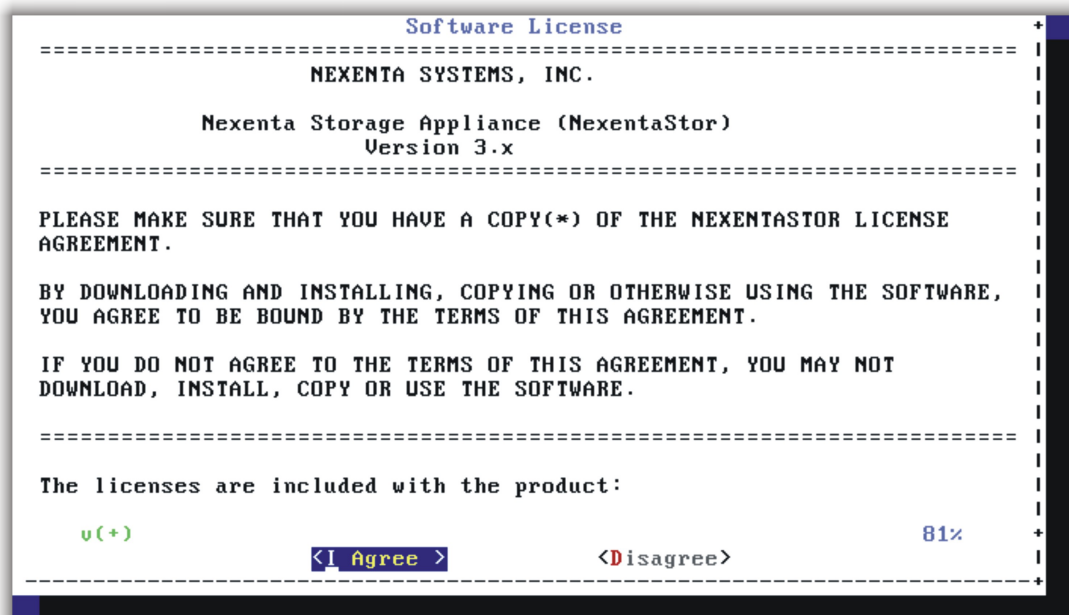 Software License
========================================================================
NEXENTA SYSTEMS, INC.
Nexenta Storage Appliance (NexentaStor)
Version 3.x
========================================================================
PLEASE MAKE SURE THAT YOU HAVE A COPY(*) OF THE NEXENTASTOR LICENSE
AGREEMENT.
BY DOWNLOADING AND INSTALLING, COPYING OR OTHERWISE USING THE SOFTWARE,
YOU AGREE TO BE BOUND BY THE TERMS OF THIS AGREEMENT.
IF YOU DO NOT AGREE TO THE TERMS OF THIS AGREEMENT, YOU MAY NOT
DOWNLOAD, INSTALL, COPY OR USE THE SOFTWARE.
========================================================================
The licenses are included with the product:
v(+) 81%
<I Agree > <Disagree>